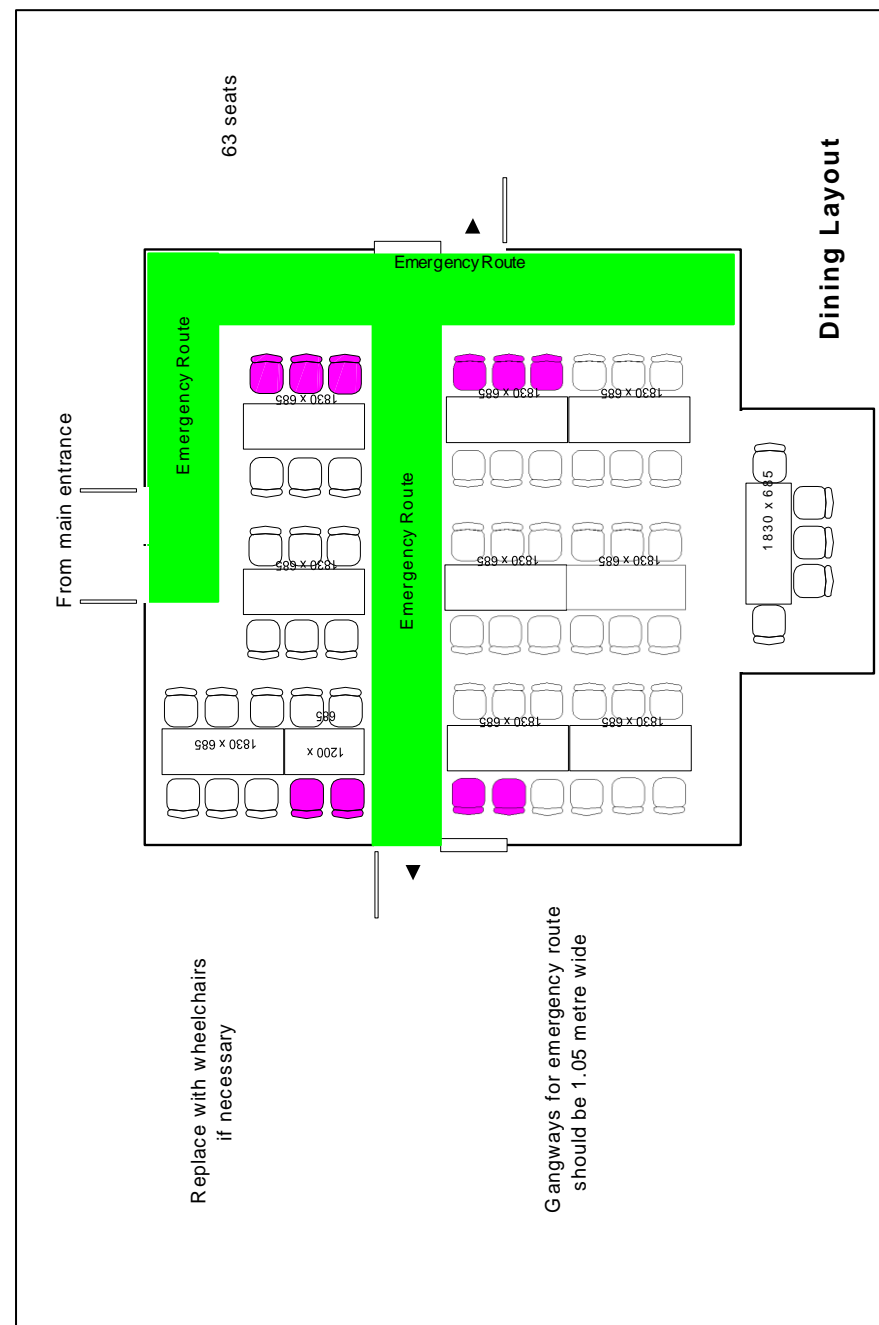 Dining Layout
63 seats
From main entrance
Emergency Route
Emergency Route
Emergency Route
1830 x 685
1830 x 685
1830 x 685
1830 x 685
1830 x 685
1830 x 685
1830 x 685
1830 x 685
1200 x
685
1830 x 685
1830 x 685
1830 x 685
Replace with wheelchairs
if necessary
Gangways for emergency route
should be 1.05 metre wide